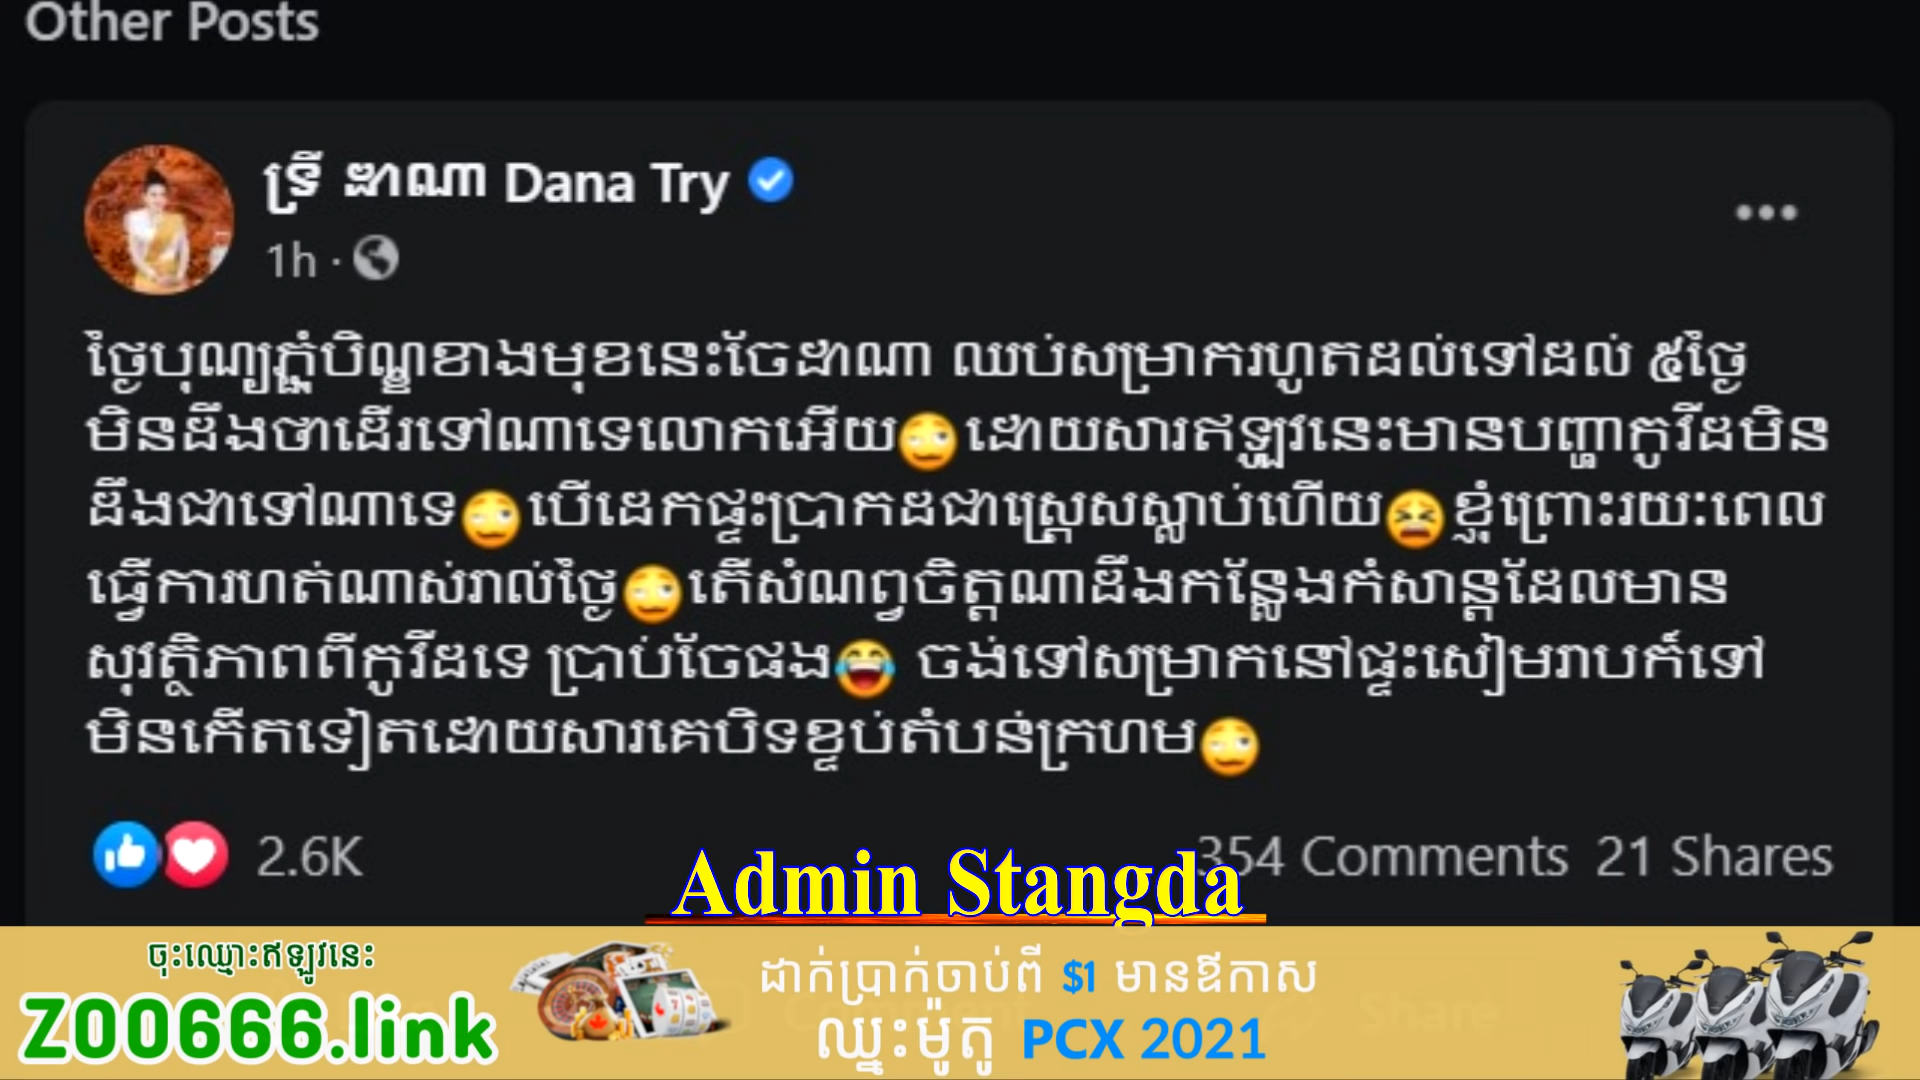 Other Posts
ទ្រី ដាណា Dana Try
1h ·
ថ្ងៃបុណ្យភ្ជុំបិណ្ឌខាងមុខនេះចែដាណា ឈប់សម្រាករហូតដល់ទៅដល់ ៥ថ្ងៃ
មិនដឹងថាដើរទៅណាទេលោកអើយ🥴ដោយសារឥឡូវនេះមានបញ្ហាកូវីដមិន
ដឹងជាទៅណាទេ🥴បើដេកផ្ទះប្រាកដជាស្ត្រេសស្លាប់ហើយ😫ខ្ញុំព្រោះរយៈពេល
ធ្វើការហត់ណាស់រាល់ថ្ងៃ🥴តើសំណព្វចិត្តណាដឹងកន្លែងកំសាន្តដែលមាន
សុវត្ថិភាពពីកូវីដទេ ប្រាប់ចែផង😂 ចង់ទៅសម្រាកនៅផ្ទះសៀមរាបក៏ទៅ
មិនកើតទៀតដោយសារគេបិទខ្ទប់តំបន់ក្រហម🥴
2.6K 354 Comments 21 Shares
Admin Stangda
ចុះឈ្មោះឥឡូវនេះ
ZOO666.link
ដាក់ប្រាក់ចាប់ពី $1 មានឪកាស
ឈ្នះម៉ូតូ PCX 2021
Share